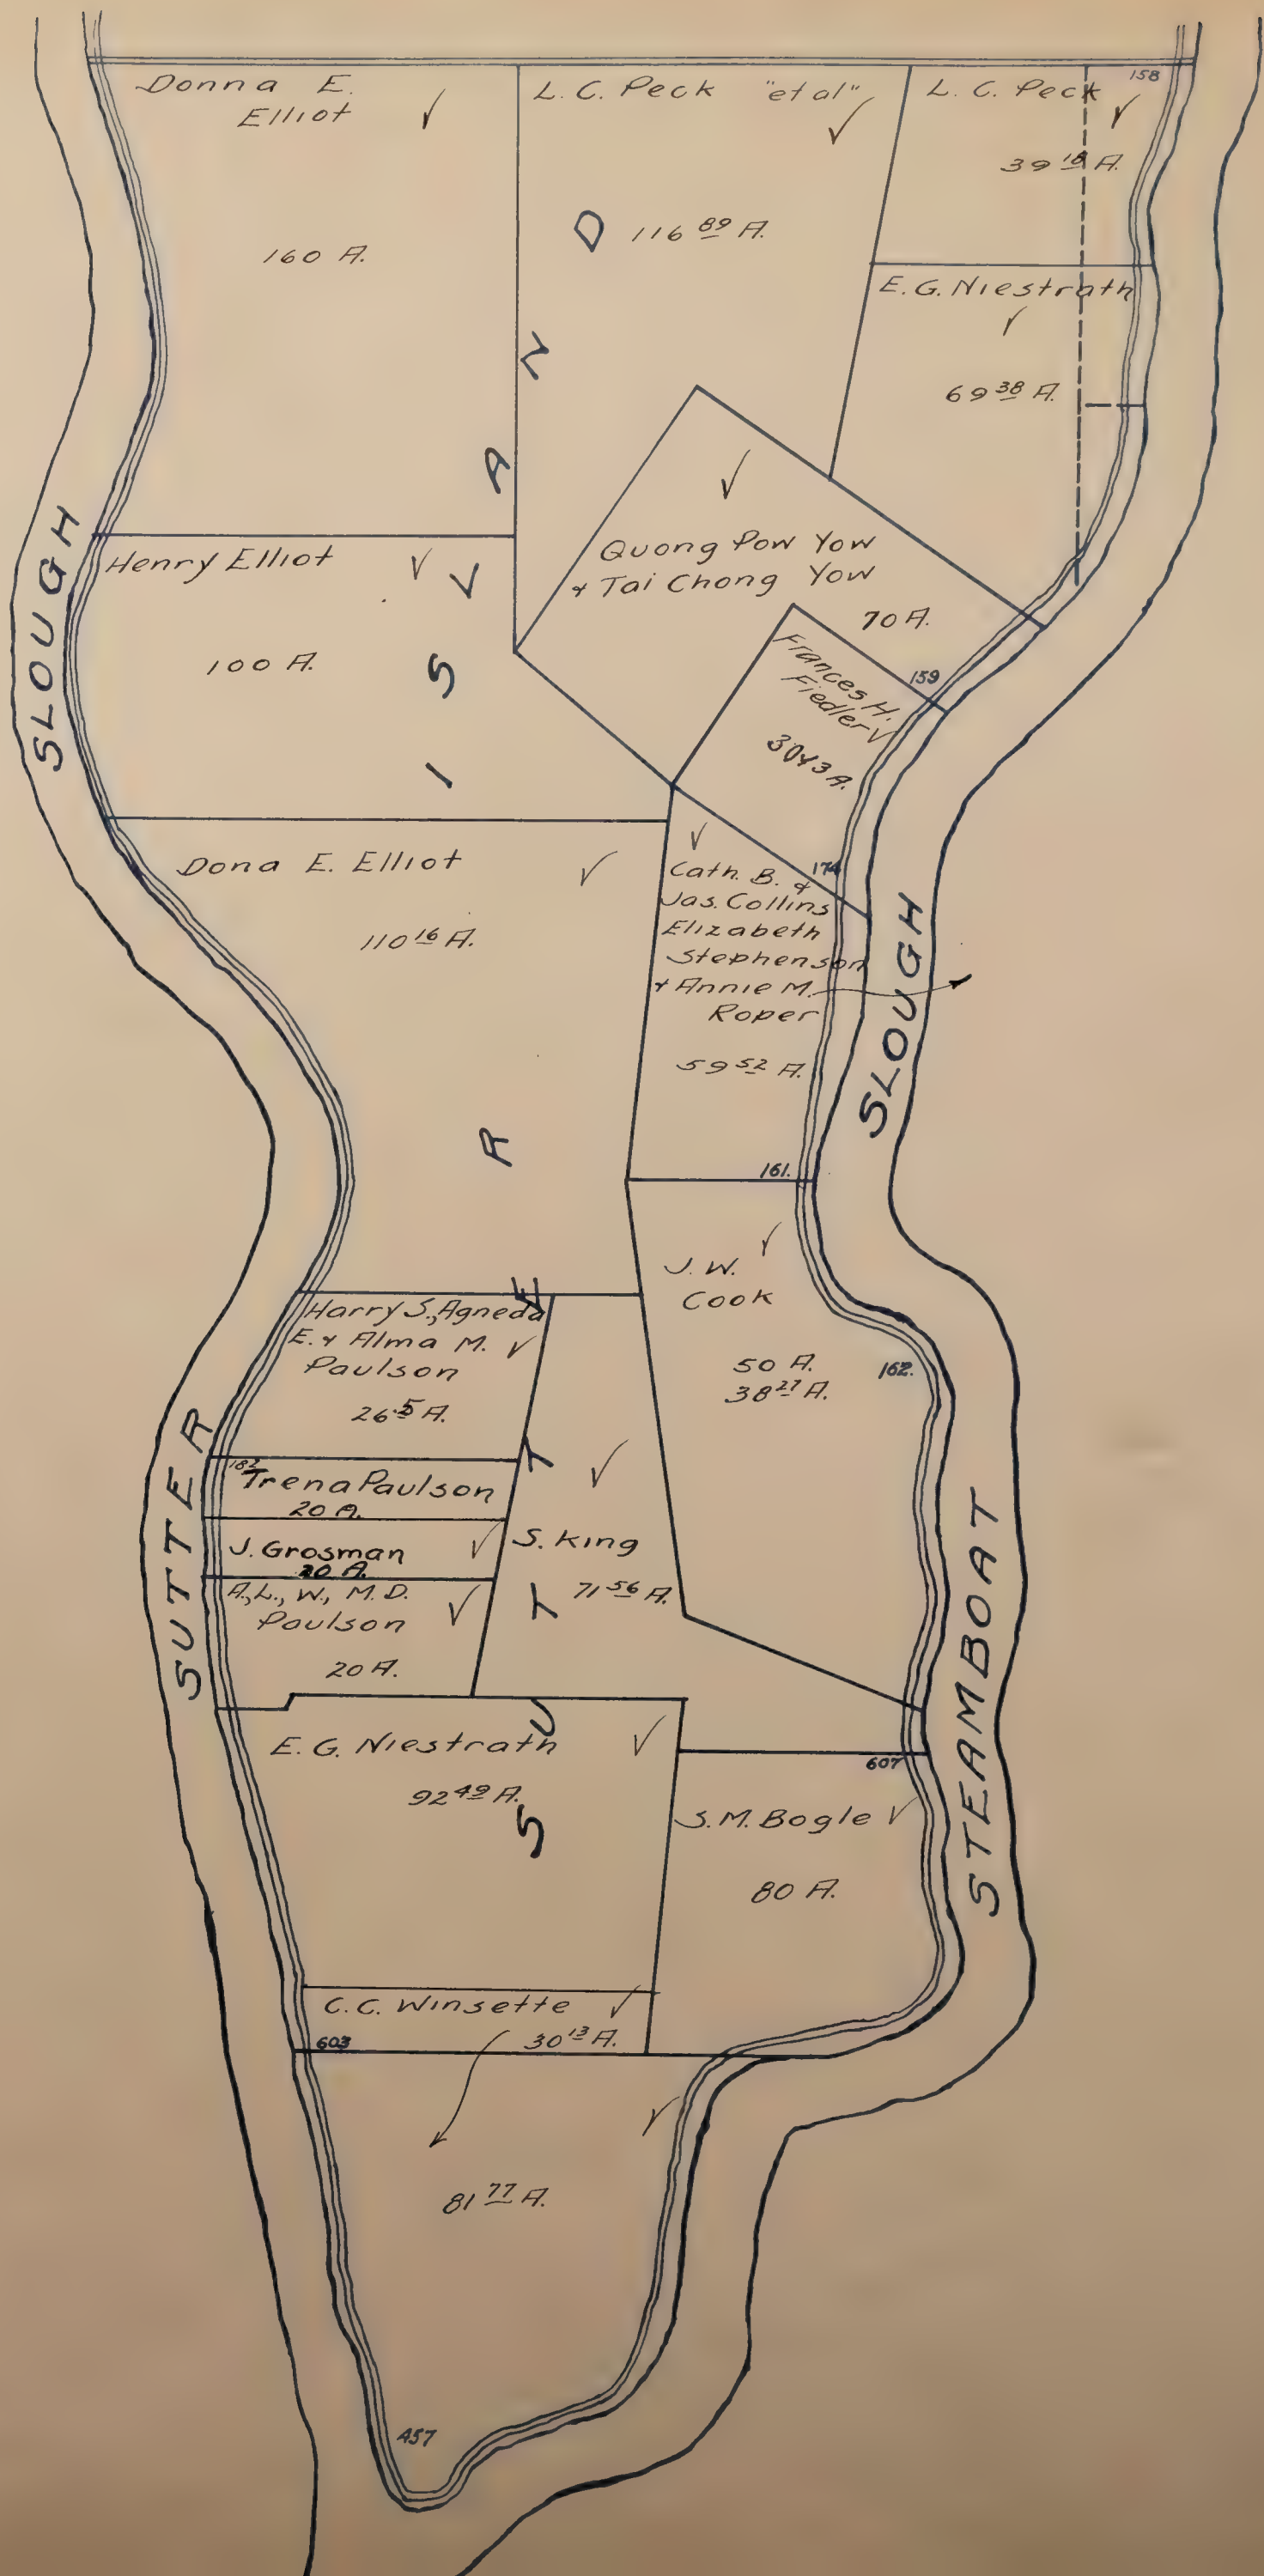 Donna E.
Elliot
160 A.
L. C. Peck "et al"
116 89 A.
L. C. Peck
158
39 18 A.
E. G. Niestrath
69 38 A.
Quong Pow Yow
& Tai Chong Yow
70 A.
Henry Elliot
100 A.
Frances H.
Fiedler
159
Dona E. Elliot
110 16 A.
174
Cath. B. &
Jas. Collins
Elizabeth
Stephenson
& Annie M.
Roper
59 52 A.
161.
J. W.
Cook
50 A.
38 27 A.
162.
Harry S., Agneda
E. & Alma M.
Paulson
26.5 A.
182
Trena Paulson
20 A.
J. Grosman
20 A.
A., L., W., M. D.
Paulson
20 A.
S. King
71 56 A.
E. G. Niestrath
92 49 A.
607
S. M. Bogle
80 A.
C. C. Winsette
30 13 A.
603
81 77 A.
457
SUTTER SLOUGH
STEAMBOAT SLOUGH
SUTTER ISLAND